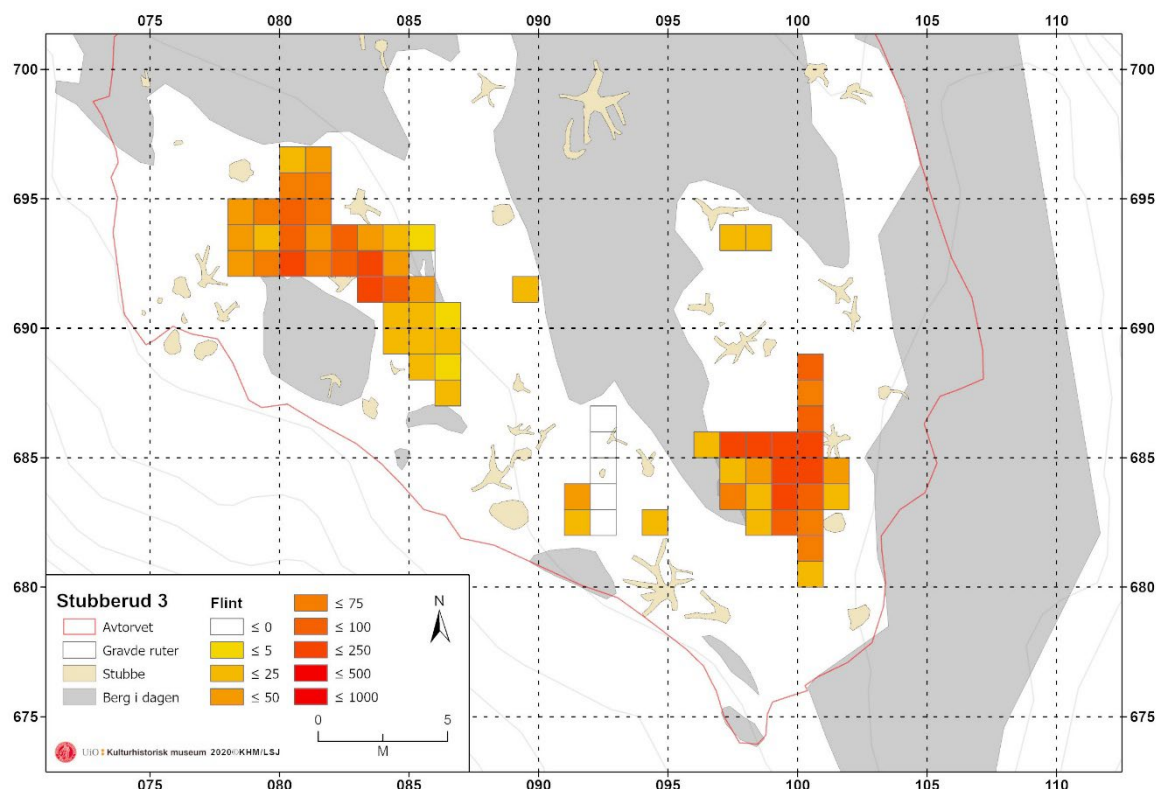 075 080 085 090 095 100 105 110
700 700
695 695
690 690
685 685
680 680
675 675
Stubberud 3
Avtorvet
Gravde ruter
Stubbe
Berg i dagen
Flint
≤ 0
≤ 5
≤ 25
≤ 50
≤ 75
≤ 100
≤ 250
≤ 500
≤ 1000
N
0 5
M
UiO Kulturhistorisk museum 2020©KHM/LSJ
075 080 085 090 095 100 105 110